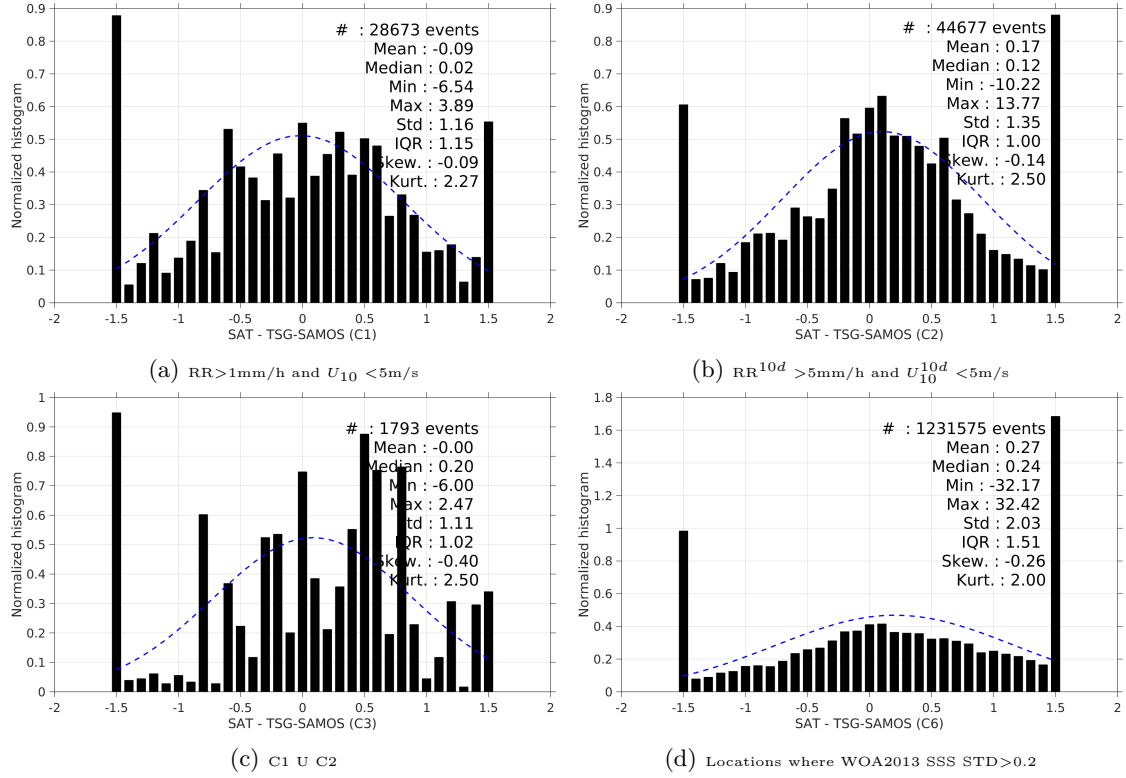 0.9
0.8
0.7
0.6
0.5
0.4
0.3
0.2
0.1
0
Normalized histogram
# : 28673 events
Mean : -0.09
Median : 0.02
Min : -6.54
Max : 3.89
Std : 1.16
IQR : 1.15
Skew. : -0.09
Kurt. : 2.27
-2 -1.5 -1 -0.5 0 0.5 1 1.5 2
SAT - TSG-SAMOS (C1)
(a) RR>1mm/h and U10 <5m/s
0.9
0.8
0.7
0.6
0.5
0.4
0.3
0.2
0.1
0
Normalized histogram
# : 44677 events
Mean : 0.17
Median : 0.12
Min : -10.22
Max : 13.77
Std : 1.35
IQR : 1.00
Skew. : -0.14
Kurt. : 2.50
-2 -1.5 -1 -0.5 0 0.5 1 1.5 2
SAT - TSG-SAMOS (C2)
(b) RR10d >5mm/h and U10d10 <5m/s
1
0.9
0.8
0.7
0.6
0.5
0.4
0.3
0.2
0.1
0
Normalized histogram
# : 1793 events
Mean : -0.00
Median : 0.20
Min : -6.00
Max : 2.47
Std : 1.11
IQR : 1.02
Skew. : -0.40
Kurt. : 2.50
-2 -1.5 -1 -0.5 0 0.5 1 1.5 2
SAT - TSG-SAMOS (C3)
(c) C1 U C2
1.8
1.6
1.4
1.2
1
0.8
0.6
0.4
0.2
0
Normalized histogram
# : 1231575 events
Mean : 0.27
Median : 0.24
Min : -32.17
Max : 32.42
Std : 2.03
IQR : 1.51
Skew. : -0.26
Kurt. : 2.00
-2 -1.5 -1 -0.5 0 0.5 1 1.5 2
SAT - TSG-SAMOS (C6)
(d) Locations where WOA2013 SSS STD>0.2